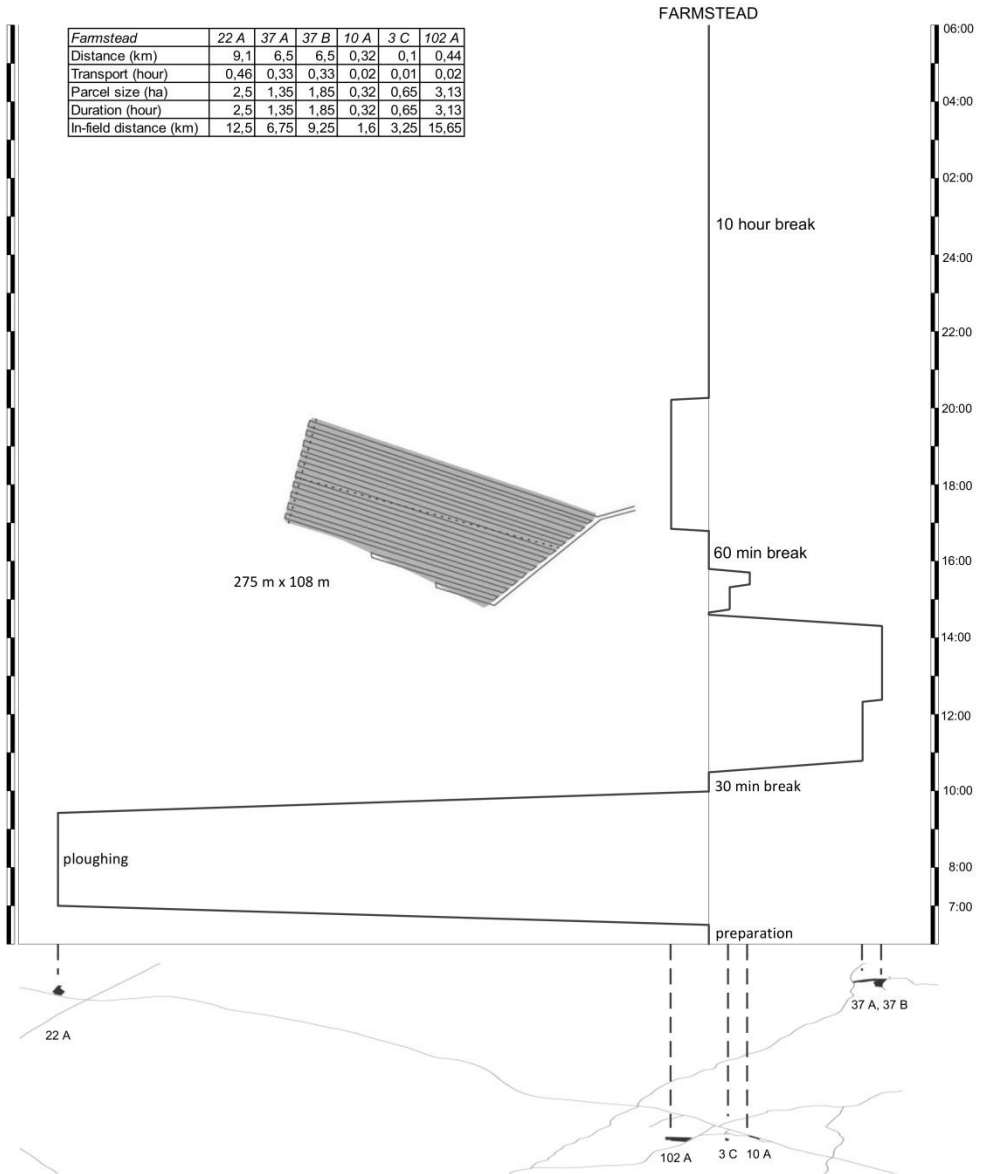 FARMSTEAD
Farmstead 22 A 37 A 37 B 10 A 3 C 102 A
Distance (km) 9,1 6,5 6,5 0,32 0,1 0,44
Transport (hour) 0,46 0,33 0,33 0,02 0,01 0,02
Parcel size (ha) 2,5 1,35 1,85 0,32 0,65 3,13
Duration (hour) 2,5 1,35 1,85 0,32 0,65 3,13
In-field distance (km) 12,5 6,75 9,25 1,6 3,25 15,65
06:00
04:00
02:00
10 hour break
24:00
22:00
20:00
18:00
60 min break
16:00
275 m x 108 m
14:00
12:00
30 min break
10:00
ploughing
8:00
7:00
preparation
37 A, 37 B
22 A
102 A 3 C 10 A